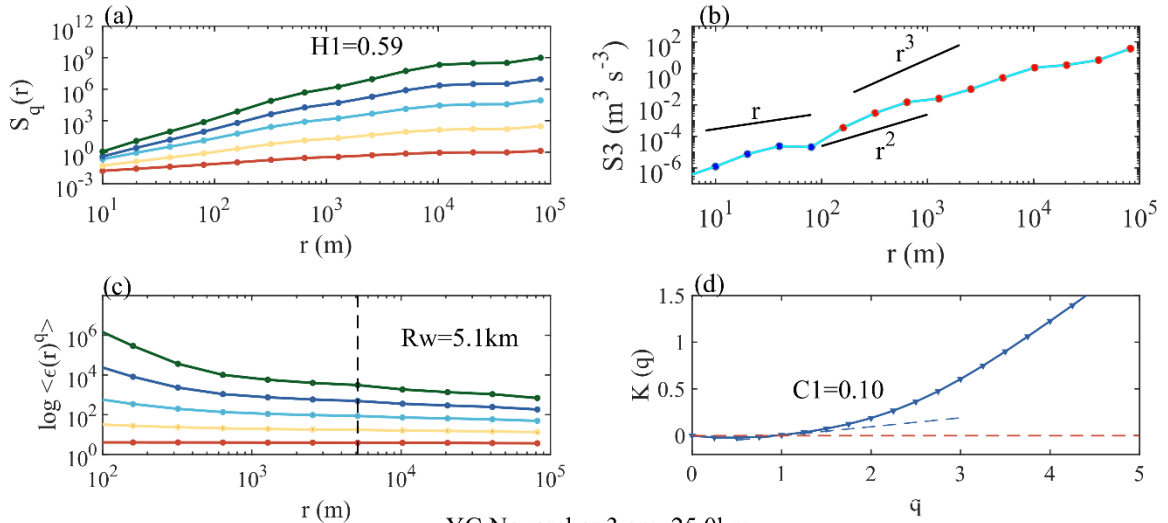 (a)
H1=0.59
S_q(r)
10^12
10^9
10^6
10^3
10^0
10^-3
10^1 10^2 10^3 10^4 10^5
r (m)
(b)
r
r^3
r^2
S3 (m^3 s^-3)
10^2
10^0
10^-2
10^-4
10^-6
10^1 10^2 10^3 10^4 10^5
r (m)
(c)
Rw=5.1km
log <ϵ(r)^q>
10^6
10^4
10^2
10^0
10^2 10^3 10^4 10^5
r (m)
(d)
C1=0.10
K (q)
1.5
1
0.5
0
0 1 2 3 4 5
q